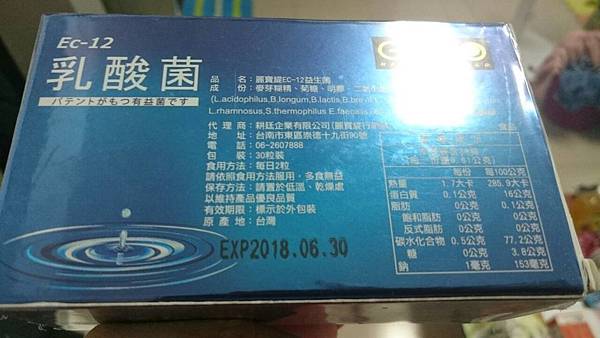 Ec-12
乳酸菌
パテントがもつ有益菌です
品 名：麗寶緹EC-12益生菌
成 份：麥芽糊精、菊糖、明膠、二氧化
(L.acidophilus,B.longum,B.lactis,B.breve
L.rhamnosus,S.thermophilus E.faecalis
代 理 商：耕廷企業有限公司(麗寶緹行銷
地 址：台南市東區崇德十九街90號
電 話：06-2607888
包 裝：30粒裝
食用方法：每日2粒
請依照食用方法服用，多食無益
保存方法：請置於低溫、乾燥處
以維持產品優良品質
有效期限：標示於外包裝
原 產 地：台灣
EXP2018.06.30
每份 每100公克
熱量 1.7大卡 285.9大卡
蛋白質 0.1公克 16公克
脂肪 0公克 0.1公克
飽和脂肪 0公克 0公克
反式脂肪 0公克 0公克
碳水化合物 0.5公克 77.2公克
糖 0公克 3.8公克
鈉 1毫克 153毫克